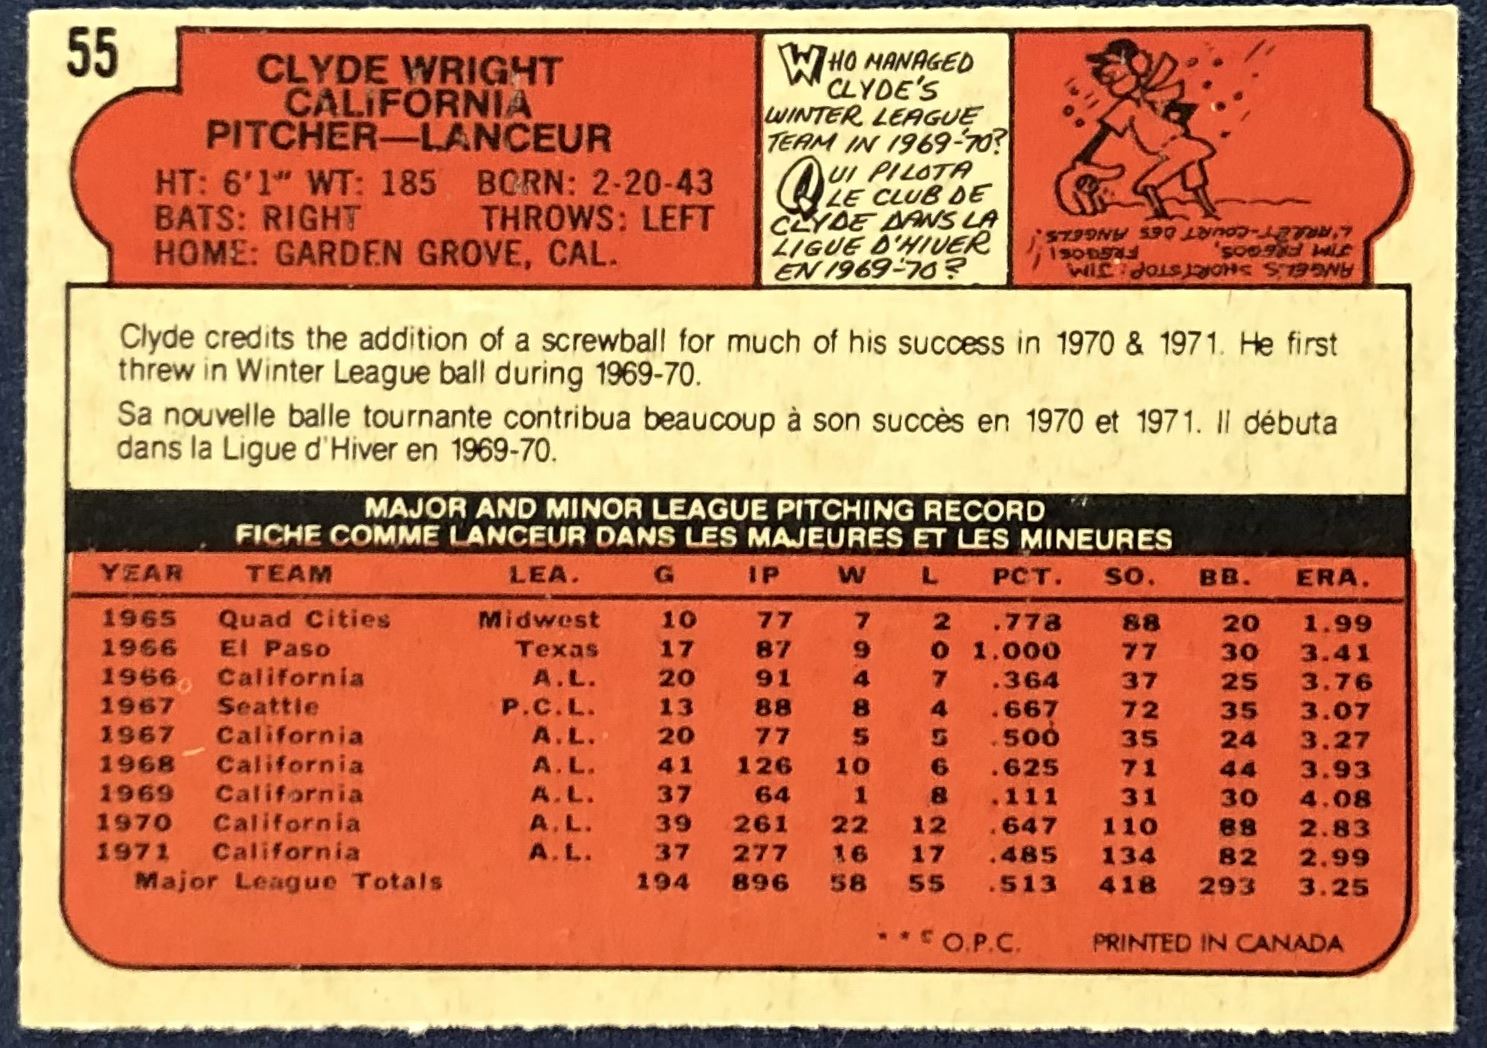 55
CLYDE WRIGHT
CALIFORNIA
PITCHER—LANCEUR
HT: 6'1" WT: 185 BORN: 2-20-43
BATS: RIGHT THROWS: LEFT
HOME: GARDEN GROVE, CAL.
WHO MANAGED
CLYDE'S
WINTER LEAGUE
TEAM IN 1969-'70?
QUI PILOTA
LE CLUB DE
CLYDE DANS LA
LIGUE D'HIVER
EN 1969-'70?
ANGEL'S SHORTSTOP, JIM
FREGOSI!
JIM FREGOSI,
L'ARRET-COURT DES ANGELS!
Clyde credits the addition of a screwball for much of his success in 1970 & 1971. He first
threw in Winter League ball during 1969-70.
Sa nouvelle balle tournante contribua beaucoup à son succès en 1970 et 1971. Il débuta
dans la Ligue d'Hiver en 1969-70.
MAJOR AND MINOR LEAGUE PITCHING RECORD
FICHE COMME LANCEUR DANS LES MAJEURES ET LES MINEURES
YEAR TEAM LEA. G IP W L PCT. SO. BB. ERA.
1965 Quad Cities Midwest 10 77 7 2 .778 88 20 1.99
1966 El Paso Texas 17 87 9 0 1.000 77 30 3.41
1966 California A.L. 20 91 4 7 .364 37 25 3.76
1967 Seattle P.C.L. 13 88 8 4 .667 72 35 3.07
1967 California A.L. 20 77 5 5 .500 35 24 3.27
1968 California A.L. 41 126 10 6 .625 71 44 3.93
1969 California A.L. 37 64 1 8 .111 31 30 4.08
1970 California A.L. 39 261 22 12 .647 110 88 2.83
1971 California A.L. 37 277 16 17 .485 134 82 2.99
Major League Totals 194 896 58 55 .513 418 293 3.25
**© O.P.C. PRINTED IN CANADA